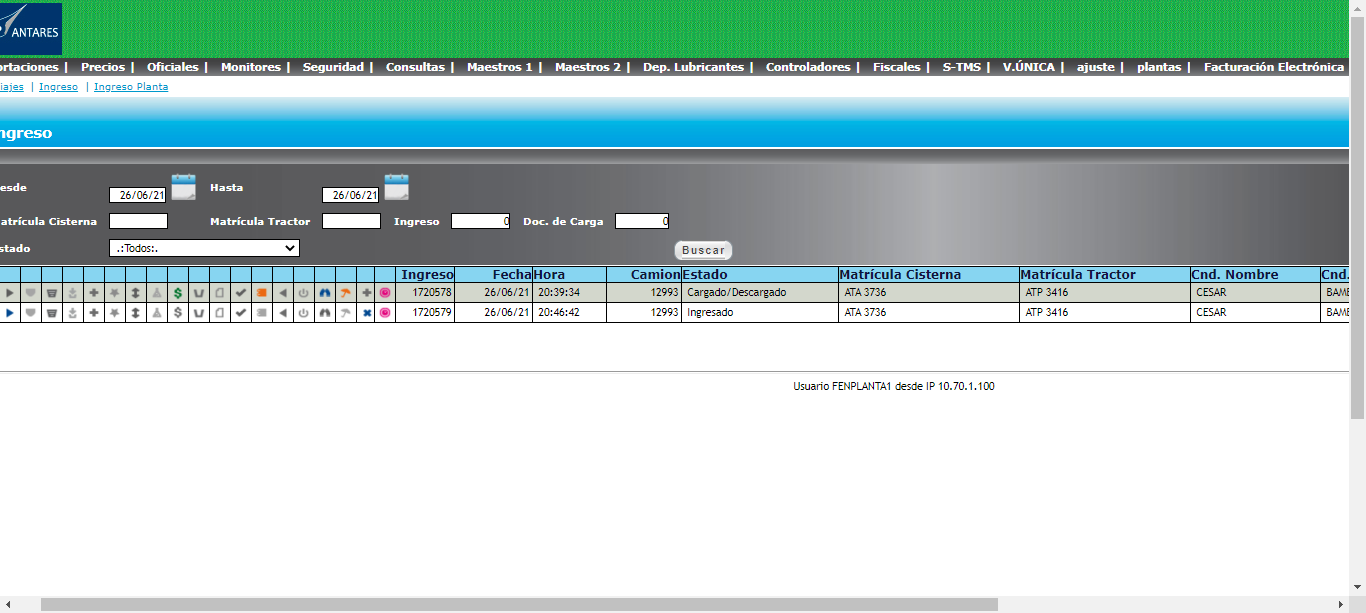 ANTARES
ortaciones | Precios | Oficiales | Monitores | Seguridad | Consultas | Maestros 1 | Maestros 2 | Dep. Lubricantes | Controladores | Fiscales | S-TMS | V.ÚNICA | ajuste | plantas | Facturación Electrónica
iajes | Ingreso | Ingreso Planta
ngreso
esde 26/06/21 Hasta 26/06/21
atrícula Cisterna Matrícula Tractor Ingreso 0 Doc. de Carga 0
stado .:Todos:. Buscar
Ingreso Fecha Hora Camion Estado Matrícula Cisterna Matrícula Tractor Cnd. Nombre Cnd.
1720578 26/06/21 20:39:34 12993 Cargado/Descargado ATA 3736 ATP 3416 CESAR BAME
1720579 26/06/21 20:46:42 12993 Ingresado ATA 3736 ATP 3416 CESAR BAME
Usuario FENPLANTA1 desde IP 10.70.1.100